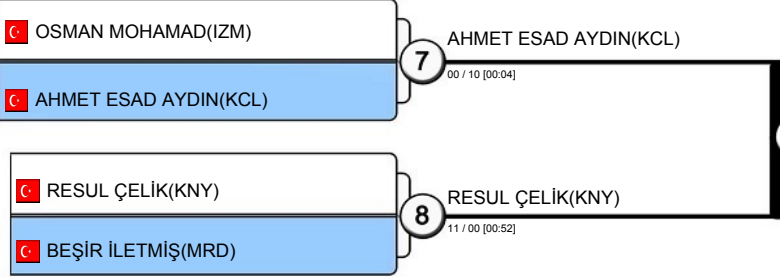 OSMAN MOHAMAD(IZM)
AHMET ESAD AYDIN(KCL)
7
AHMET ESAD AYDIN(KCL)
00 / 10 [00:04]
RESUL ÇELİK(KNY)
BEŞİR İLETMİŞ(MRD)
8
RESUL ÇELİK(KNY)
11 / 00 [00:52]